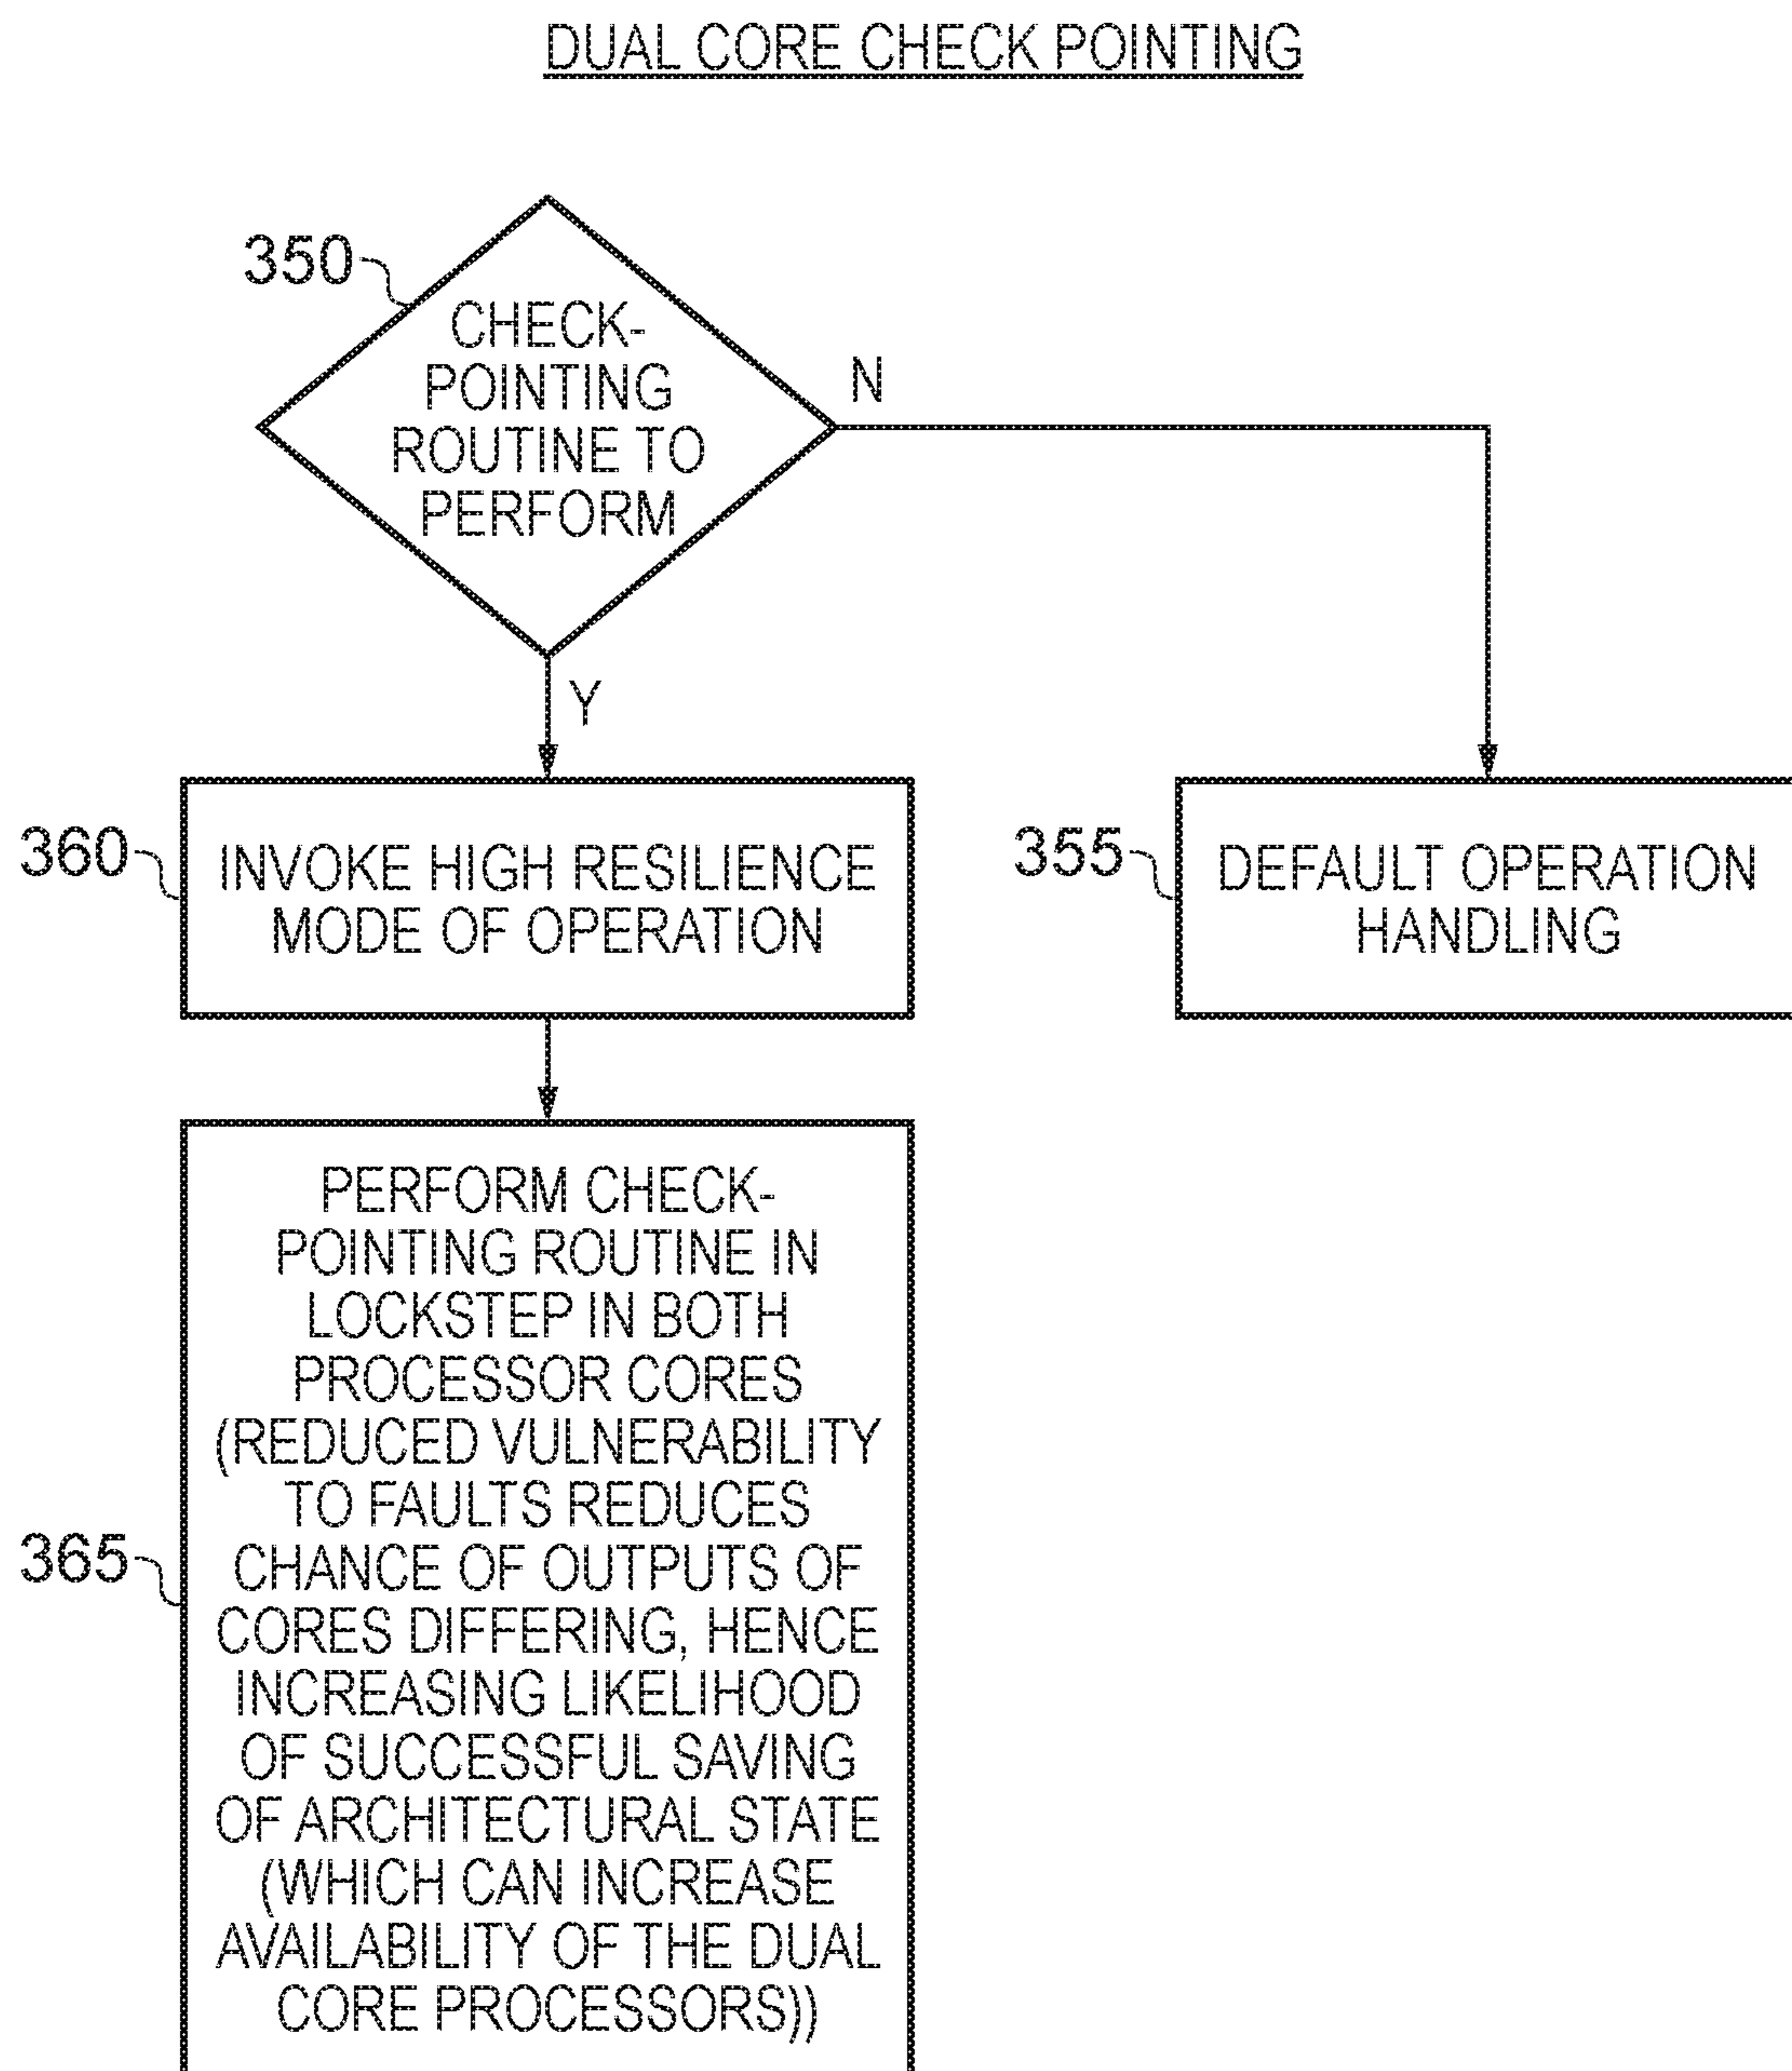 DUAL CORE CHECK POINTING
350
CHECK-
POINTING
ROUTINE TO
PERFORM
N
Y
360
INVOKE HIGH RESILIENCE
MODE OF OPERATION
355
DEFAULT OPERATION
HANDLING
365
PERFORM CHECK-
POINTING ROUTINE IN
LOCKSTEP IN BOTH
PROCESSOR CORES
(REDUCED VULNERABILITY
TO FAULTS REDUCES
CHANCE OF OUTPUTS OF
CORES DIFFERING, HENCE
INCREASING LIKELIHOOD
OF SUCCESSFUL SAVING
OF ARCHITECTURAL STATE
(WHICH CAN INCREASE
AVAILABILITY OF THE DUAL
CORE PROCESSORS))